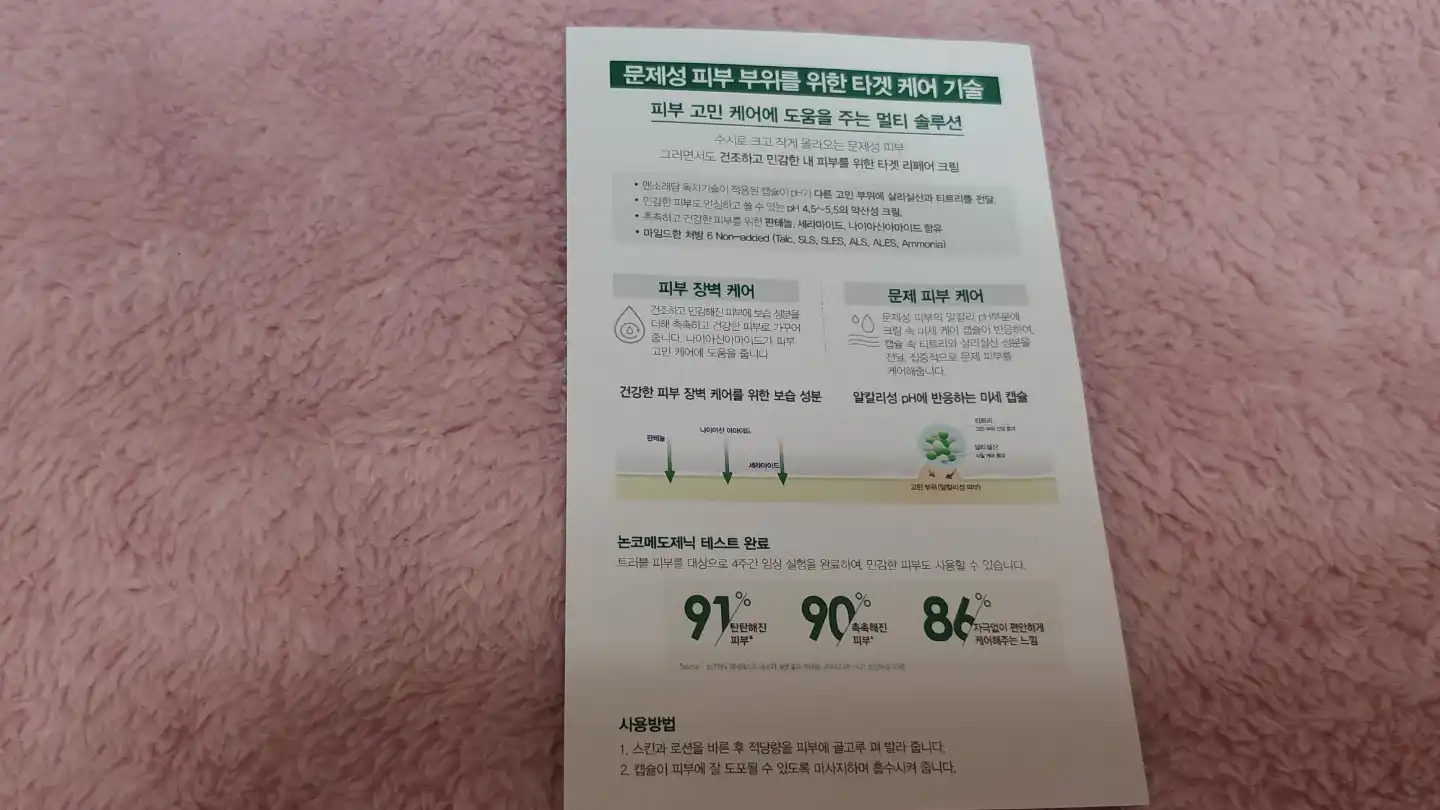 문제성 피부 부위를 위한 타겟 케어 기술
피부 고민 케어에 도움을 주는 멀티 솔루션
수시로 크고 작게 올라오는 문제성 피부
그러면서도 건조하고 민감한 내 피부를 위한 타겟 리페어 크림
• 멘소래담 독자기술이 적용된 캡슐이 pH가 다른 고민 부위에 살리실산과 티트리를 전달.
• 민감한 피부도 안심하고 쓸 수 있는 pH 4.5~5.5의 약산성 크림.
• 촉촉하고 건강한 피부를 위한 판테놀, 세라마이드, 나이아신아마이드 함유
• 마일드한 처방 6 Non-added (Talc, SLS, SLES, ALS, ALES, Ammonia)
피부 장벽 케어
건조하고 민감해진 피부에 보습 성분을
더해 촉촉하고 건강한 피부로 가꾸어
줍니다. 나이아신아마이드가 피부
고민 케어에 도움을 줍니다
문제 피부 케어
문제성 피부의 알칼리 pH부분에
크림 속 미세 케어 캡슐이 반응하여,
캡슐 속 티트리와 살리실산 성분을
전달, 집중적으로 문제 피부를
케어해줍니다.
건강한 피부 장벽 케어를 위한 보습 성분
판테놀
나이아신 아마이드
세라마이드
알칼리성 pH에 반응하는 미세 캡슐
티트리
살리실산
고민 부위 (알칼리성 피부)
논코메도제닉 테스트 완료
트러블 피부를 대상으로 4주간 임상 실험을 완료하여, 민감한 피부도 사용할 수 있습니다.
91% 탄탄해진
피부*
90% 촉촉해진
피부*
86% 자극없이 편안하게
케어해주는 느낌
사용방법
1. 스킨과 로션을 바른 후 적당량을 피부에 골고루 펴 발라 줍니다.
2. 캡슐이 피부에 잘 도포될 수 있도록 마사지하며 흡수시켜 줍니다.